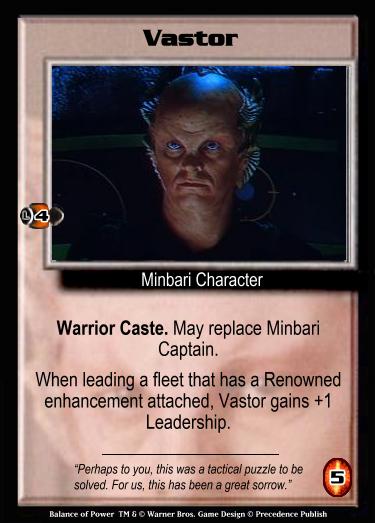 Vastor
L 4
Minbari Character
Warrior Caste. May replace Minbari
Captain.
When leading a fleet that has a Renowned
enhancement attached, Vastor gains +1
Leadership.
"Perhaps to you, this was a tactical puzzle to be
solved. For us, this has been a great sorrow."
5
Balance of Power TM & © Warner Bros. Game Design © Precedence Publish